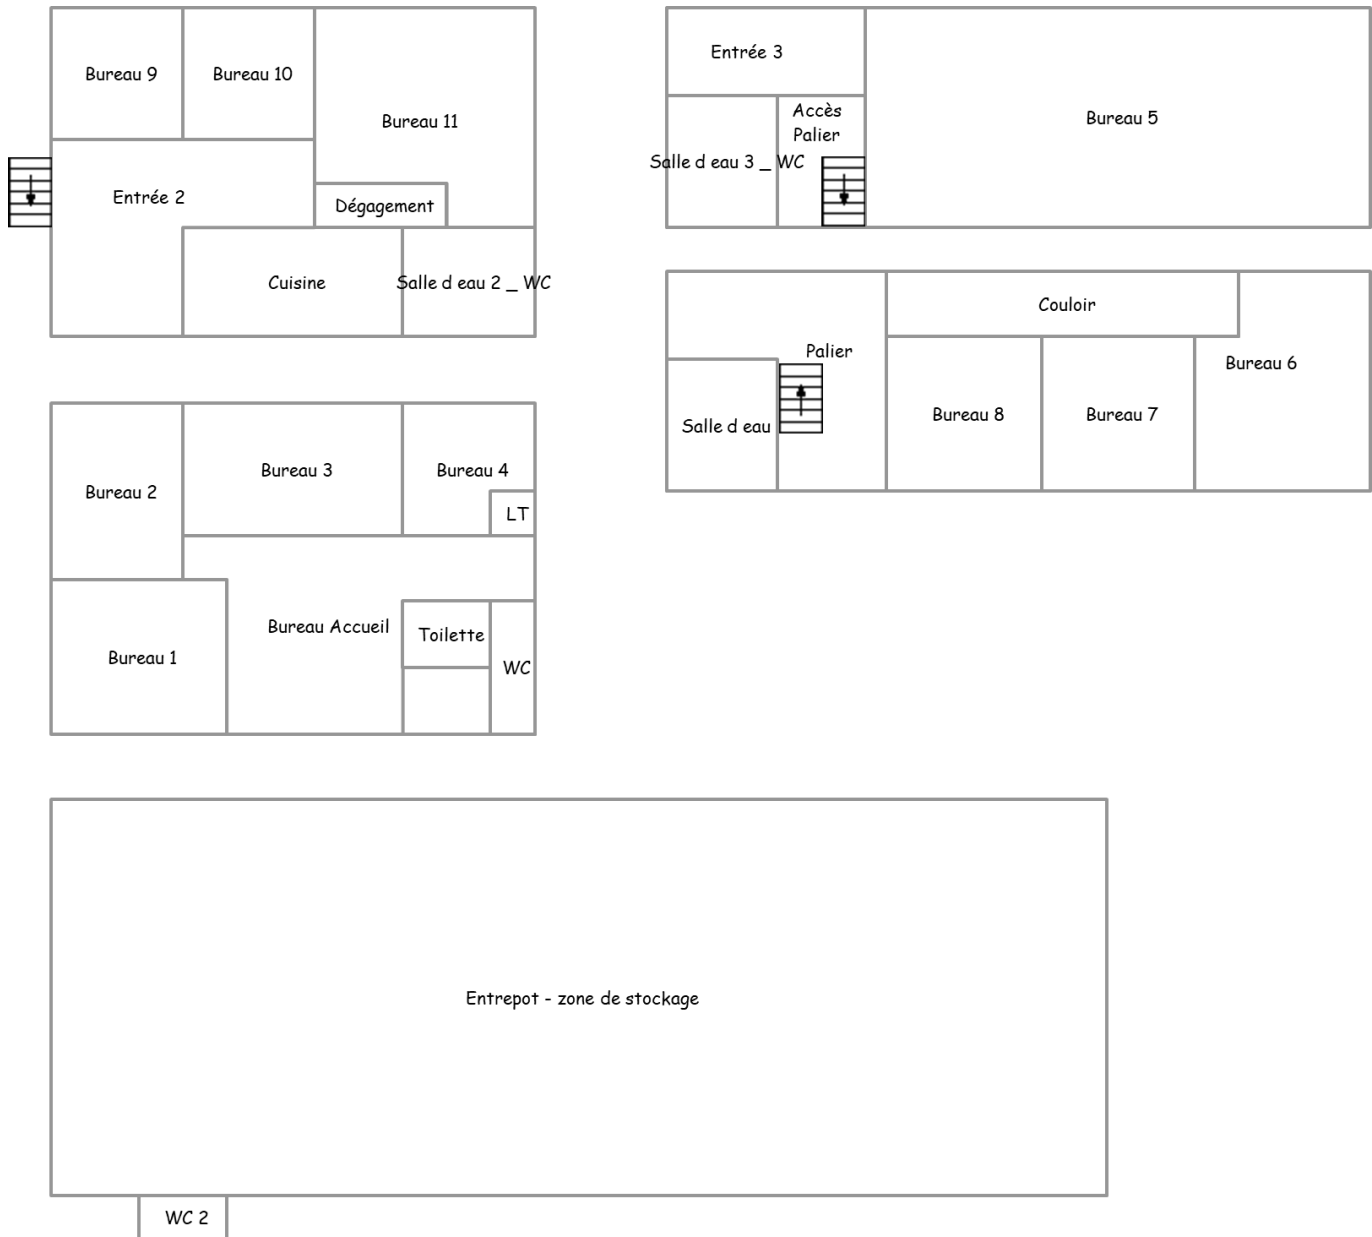 Bureau 9
Bureau 10
Bureau 11
Entrée 2
Dégagement
Cuisine
Salle d eau 2 _ WC
Entrée 3
Accès
Palier
Bureau 5
Salle d eau 3 _ WC
Couloir
Palier
Bureau 6
Salle d eau
Bureau 8
Bureau 7
Bureau 2
Bureau 3
Bureau 4
LT
Bureau Accueil
Toilette
Bureau 1
WC
Entrepot - zone de stockage
WC 2